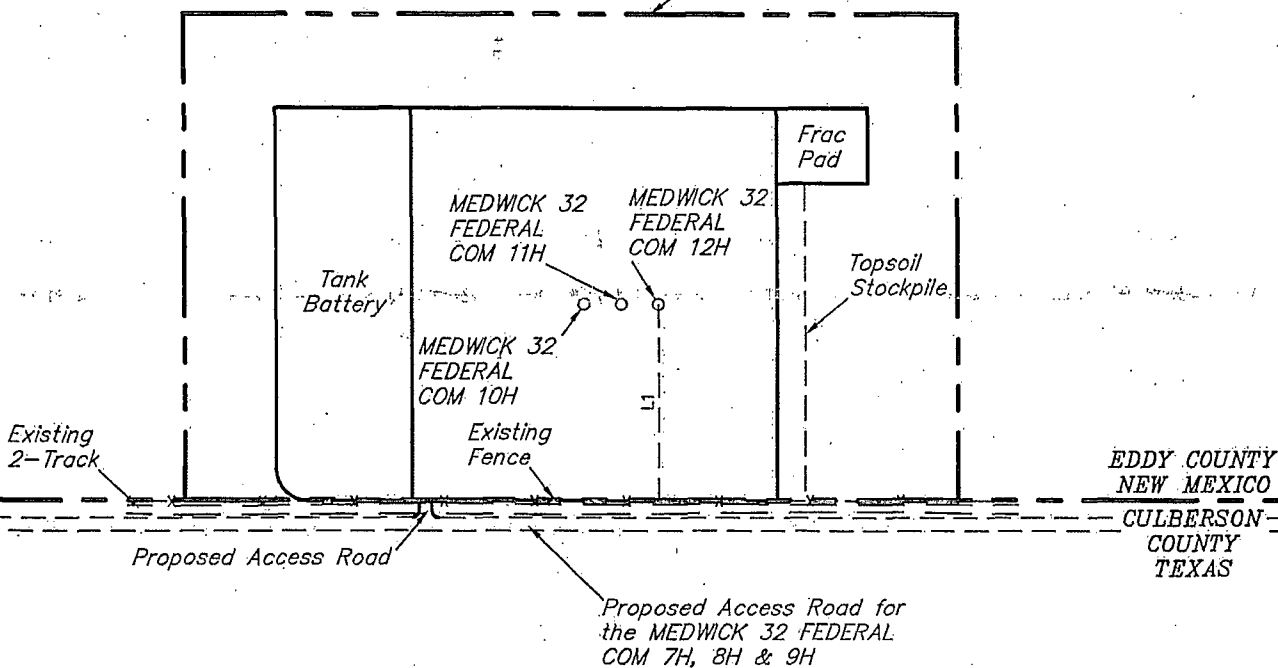 Frac
Pad
MEDWICK 32
FEDERAL
COM 11H
MEDWICK 32
FEDERAL
COM 12H
Tank
Battery
Topsoil
Stockpile
MEDWICK 32
FEDERAL
COM 10H
L1
Existing
2-Track
Existing
Fence
EDDY COUNTY
NEW MEXICO
CULBERSON
COUNTY
TEXAS
Proposed Access Road
Proposed Access Road for
the MEDWICK 32 FEDERAL
COM 7H, 8H & 9H